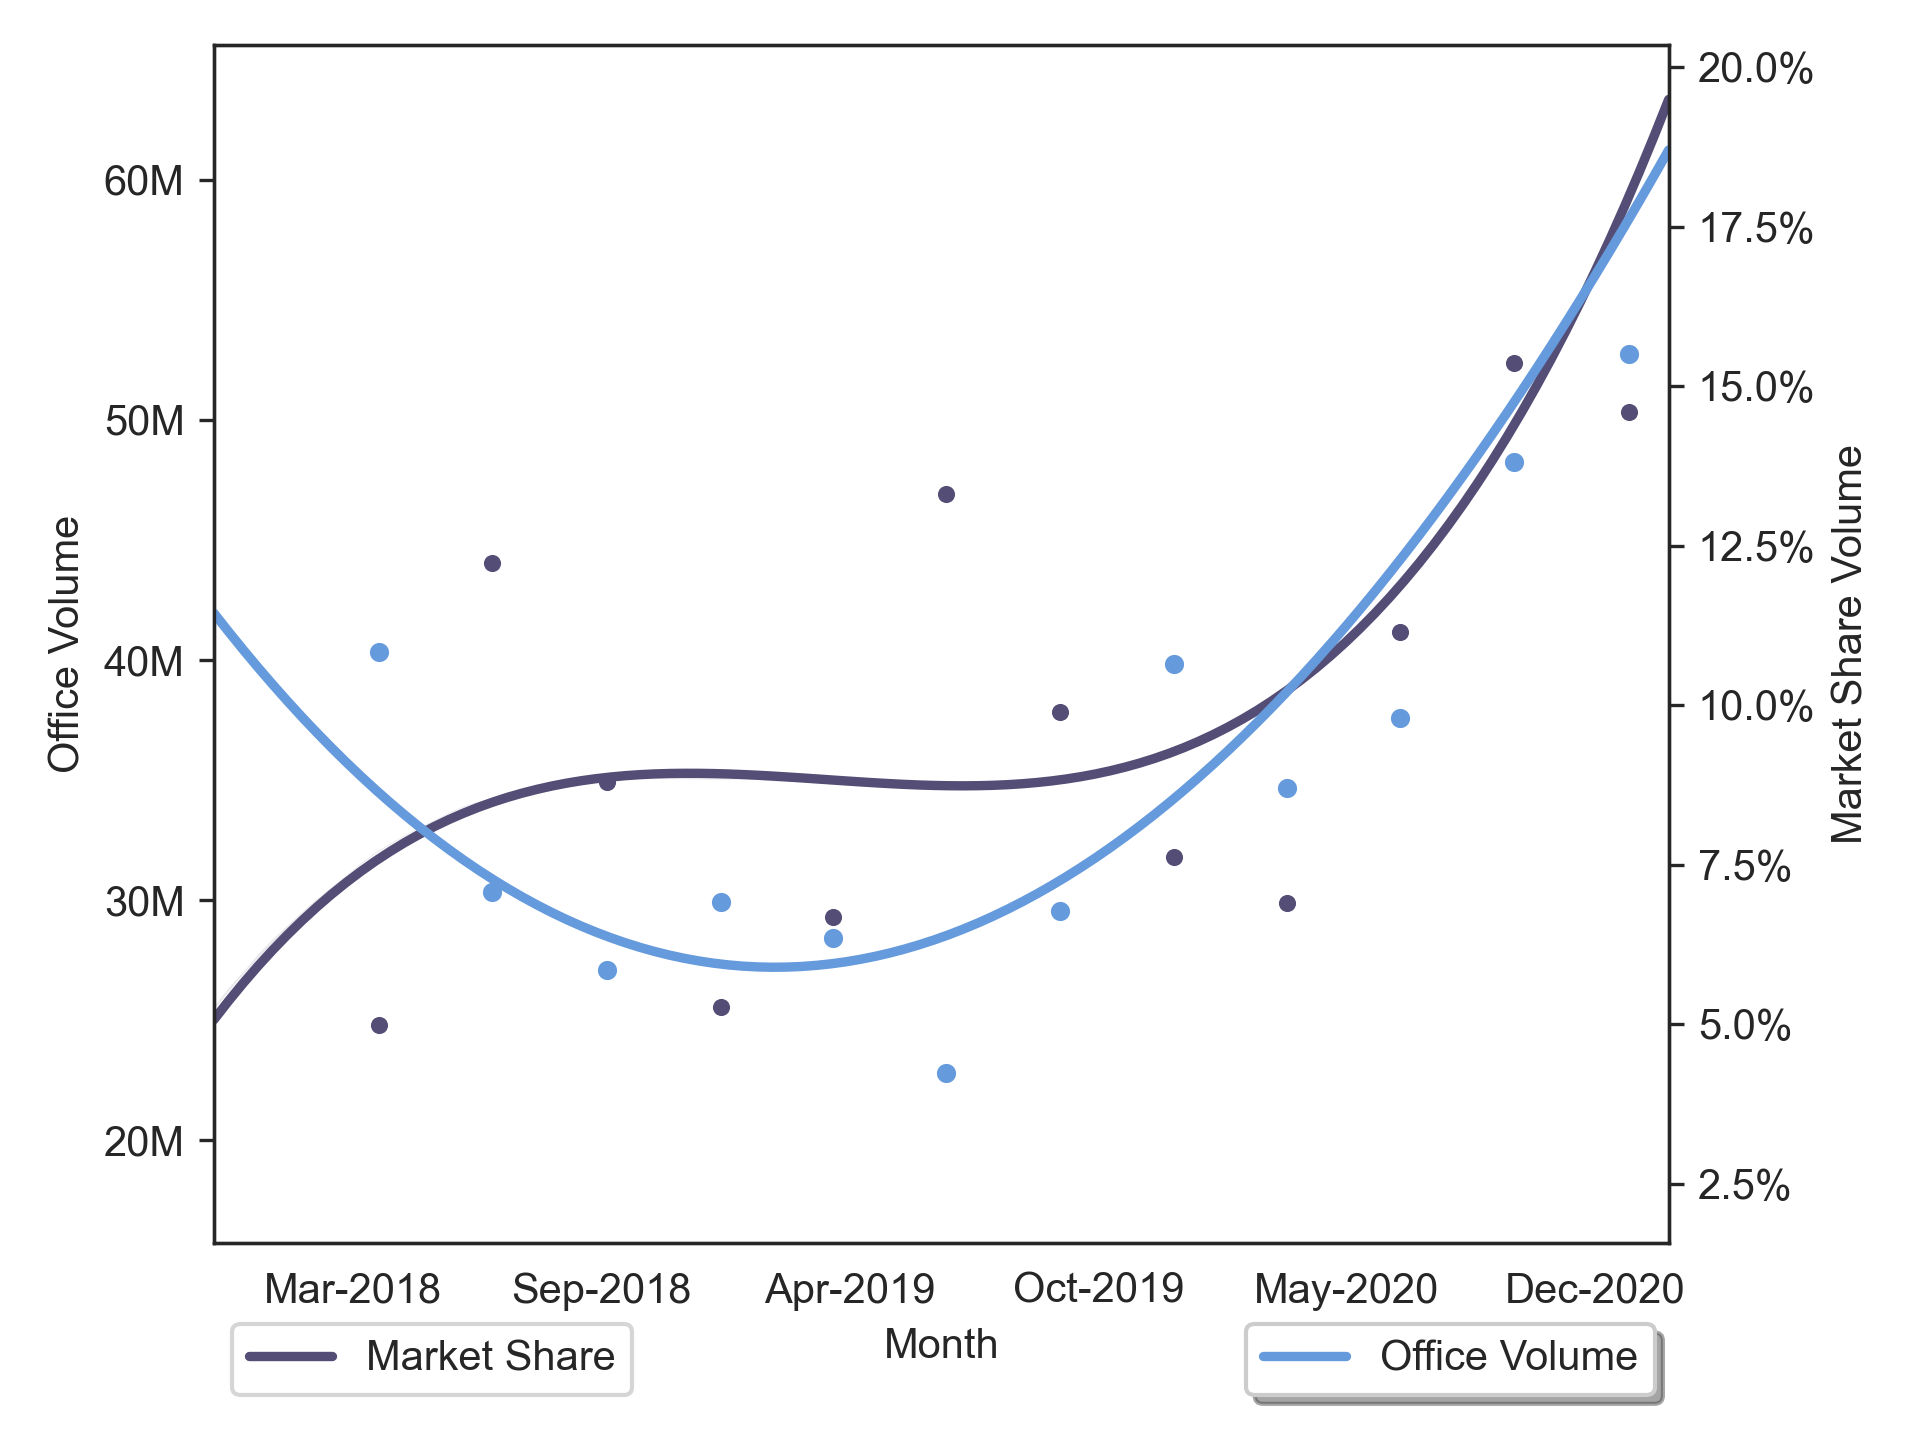 20.0%
60M
17.5%
50M
15.0%
12.5%
Office Volume
Market Share Volume
40M
10.0%
7.5%
30M
5.0%
20M
2.5%
Mar-2018 Sep-2018 Apr-2019 Oct-2019 May-2020 Dec-2020
Month
Market Share
Office Volume